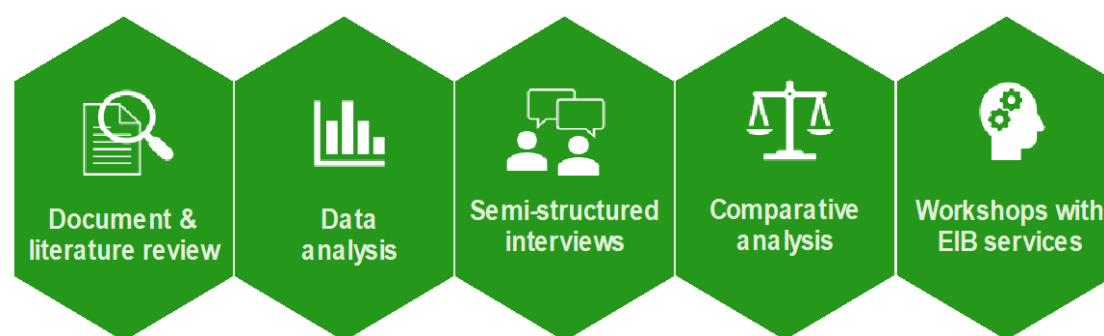 Document &
literature review
Data
analysis
Semi-structured
interviews
Comparative
analysis
Workshops with
EIB services